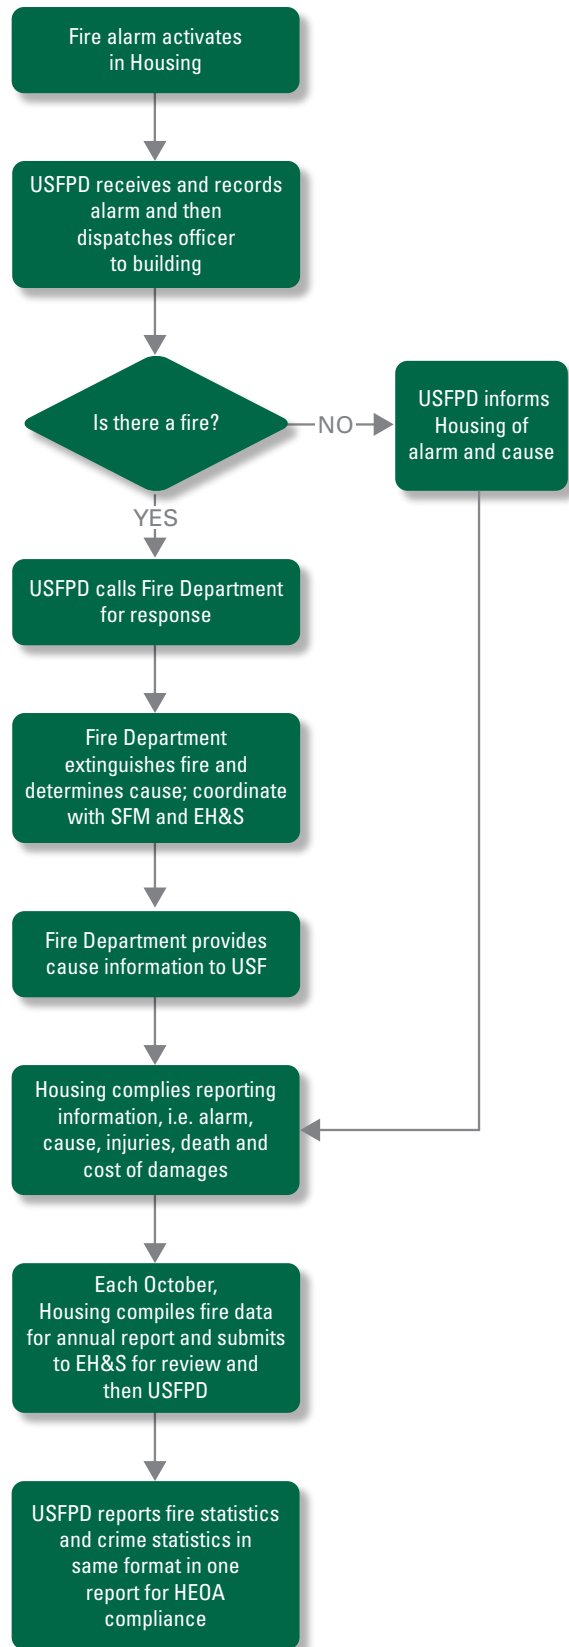 Fire alarm activates
in Housing
USFPD receives and records
alarm and then
dispatches officer
to building
Is there a fire?
NO
USFPD informs
Housing of
alarm and cause
YES
USFPD calls Fire Department
for response
Fire Department
extinguishes fire and
determines cause; coordinate
with SFM and EH&S
Fire Department provides
cause information to USF
Housing complies reporting
information, i.e. alarm,
cause, injuries, death and
cost of damages
Each October,
Housing compiles fire data
for annual report and submits
to EH&S for review and
then USFPD
USFPD reports fire statistics
and crime statistics in
same format in one
report for HEOA
compliance